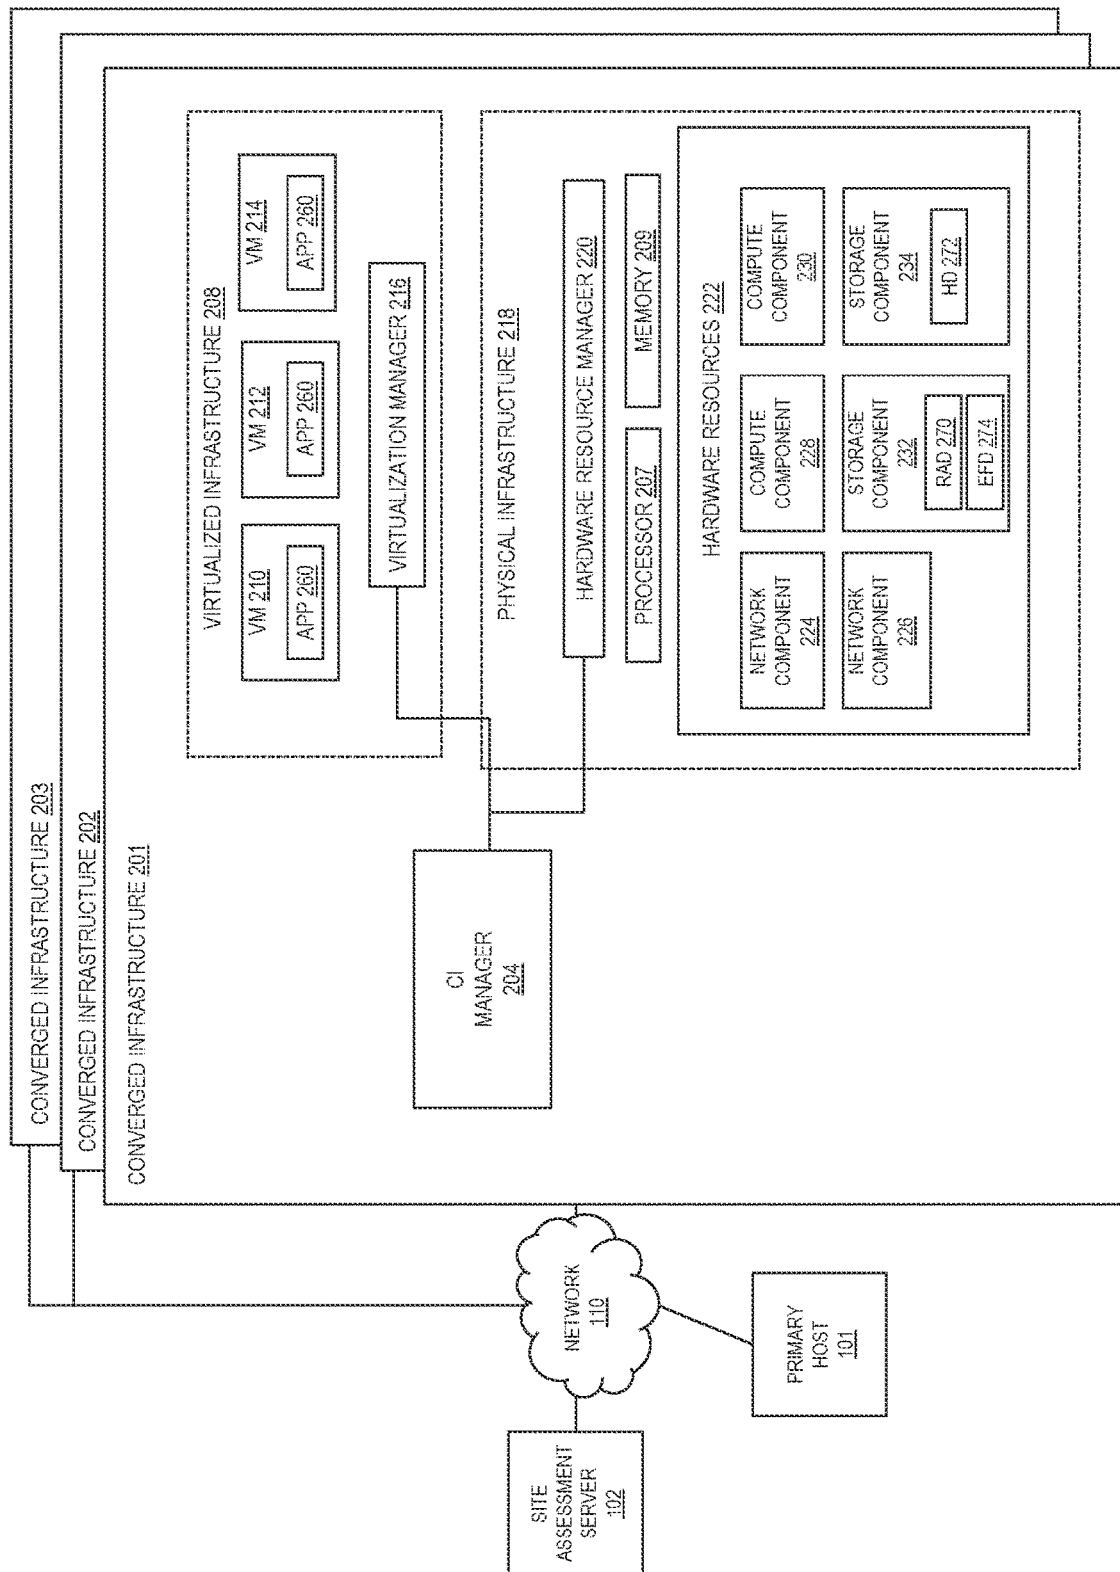 CONVERGED INFRASTRUCTURE 203
CONVERGED INFRASTRUCTURE 202
CONVERGED INFRASTRUCTURE 201
VIRTUALIZED INFRASTRUCTURE 208
VM 210
APP 260
VM 212
APP 260
VM 214
APP 260
VIRTUALIZATION MANAGER 216
CI
MANAGER
204
PHYSICAL INFRASTRUCTURE 218
HARDWARE RESOURCE MANAGER 220
PROCESSOR 207
MEMORY 209
HARDWARE RESOURCES 222
NETWORK
COMPONENT
224
COMPUTE
COMPONENT
228
COMPUTE
COMPONENT
230
NETWORK
COMPONENT
226
STORAGE
COMPONENT
232
RAD 270
EFD 274
STORAGE
COMPONENT
234
HD 272
NETWORK
110
SITE
ASSESSMENT
SERVER
102
PRIMARY
HOST
101